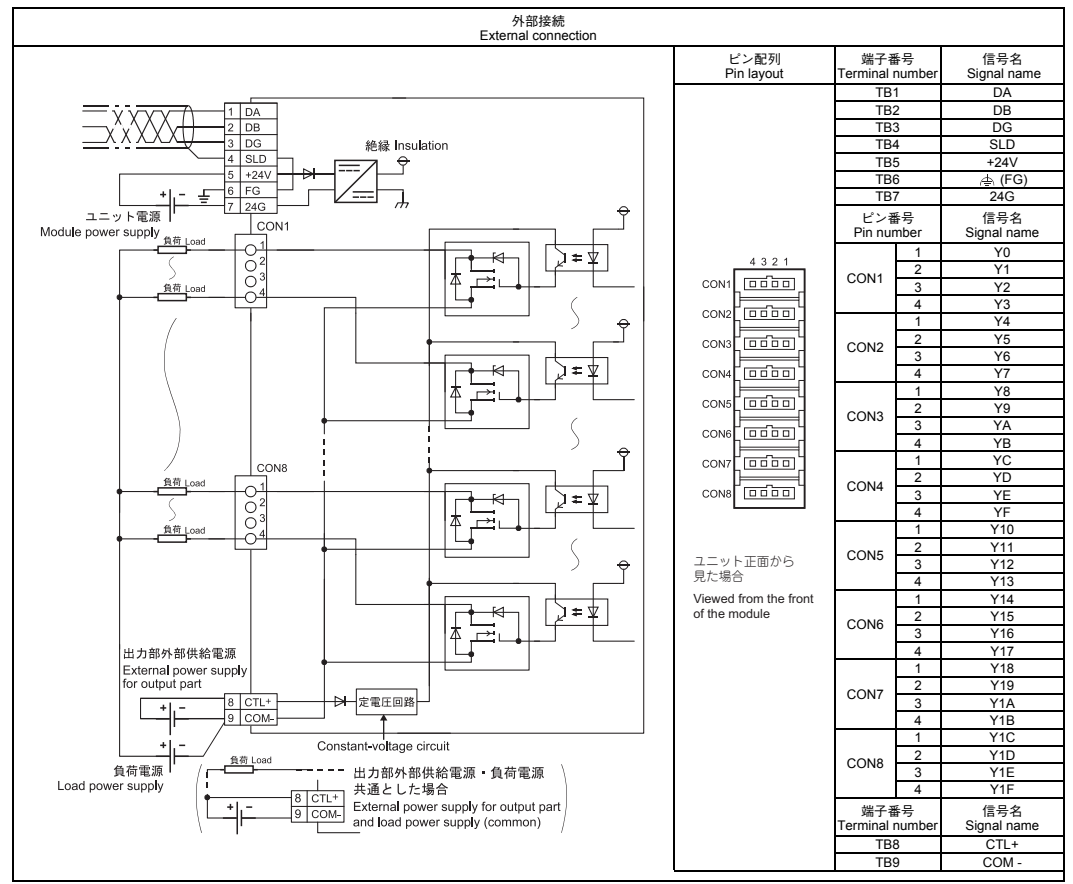 外部接続
External connection
1 DA
2 DB
3 DG
4 SLD
5 +24V
6 FG
7 24G
絶縁 Insulation
+ −
ユニット電源
Module power supply
CON1
負荷 Load
1
2
3
4
負荷 Load
CON8
負荷 Load
1
2
3
4
負荷 Load
出力部外部供給電源
External power supply
for output part
+ −
8 CTL+
9 COM-
定電圧回路
Constant-voltage circuit
+ −
負荷電源
Load power supply
負荷 Load
8 CTL+
9 COM-
+ −
出力部外部供給電源・負荷電源
共通とした場合
External power supply for output part
and load power supply (common)
ピン配列
Pin layout
4 3 2 1
CON1
CON2
CON3
CON4
CON5
CON6
CON7
CON8
ユニット正面から
見た場合
Viewed from the front
of the module
端子番号 信号名
Terminal number Signal name
TB1 DA
TB2 DB
TB3 DG
TB4 SLD
TB5 +24V
TB6 (FG)
TB7 24G
ピン番号 信号名
Pin number Signal name
CON1
1 Y0
2 Y1
3 Y2
4 Y3
CON2
1 Y4
2 Y5
3 Y6
4 Y7
CON3
1 Y8
2 Y9
3 YA
4 YB
CON4
1 YC
2 YD
3 YE
4 YF
CON5
1 Y10
2 Y11
3 Y12
4 Y13
CON6
1 Y14
2 Y15
3 Y16
4 Y17
CON7
1 Y18
2 Y19
3 Y1A
4 Y1B
CON8
1 Y1C
2 Y1D
3 Y1E
4 Y1F
端子番号 信号名
Terminal number Signal name
TB8 CTL+
TB9 COM -